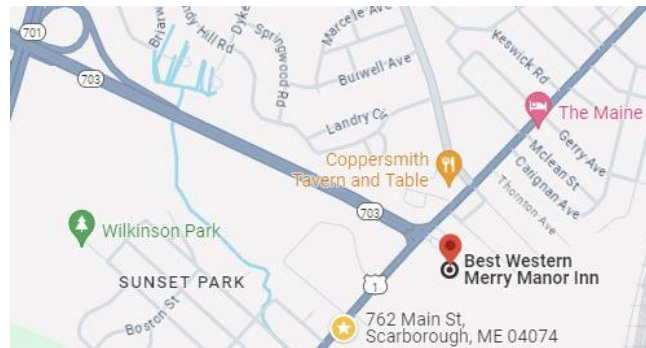 701
Briarw
ndy Hill Rd
Dyke
Springwood Rd
Marcele Ave
Keswick Rd
703
Burwell Ave
The Maine
Landry Cir
Gerry Ave
Mclean St
Catignan Ave
Thornton Ave
Coppersmith
Tavern and Table
703
Wilkinson Park
Best Western
Merry Manor Inn
SUNSET PARK
1
Boston St
762 Main St,
Scarborough, ME 04074